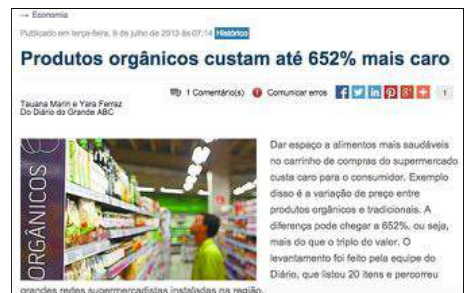 → Economia
Publicado em terça-feira, 9 de julho de 2013 às 07:14 Histórico
Produtos orgânicos custam até 652% mais caro
1 Comentário(s) Comunicar erros 1
Tauana Marin e Yara Ferraz
Do Diário do Grande ABC
ORGÂNICOS
Dar espaço a alimentos mais saudáveis
no carrinho de compras do supermercado
custa caro para o consumidor. Exemplo
disso é a variação de preço entre
produtos orgânicos e tradicionais. A
diferença pode chegar a 652%, ou seja,
mais do que o triplo do valor. O
levantamento foi feito pela equipe do
Diário, que listou 20 itens e percorreu
grandes redes supermercadistas instaladas na região.